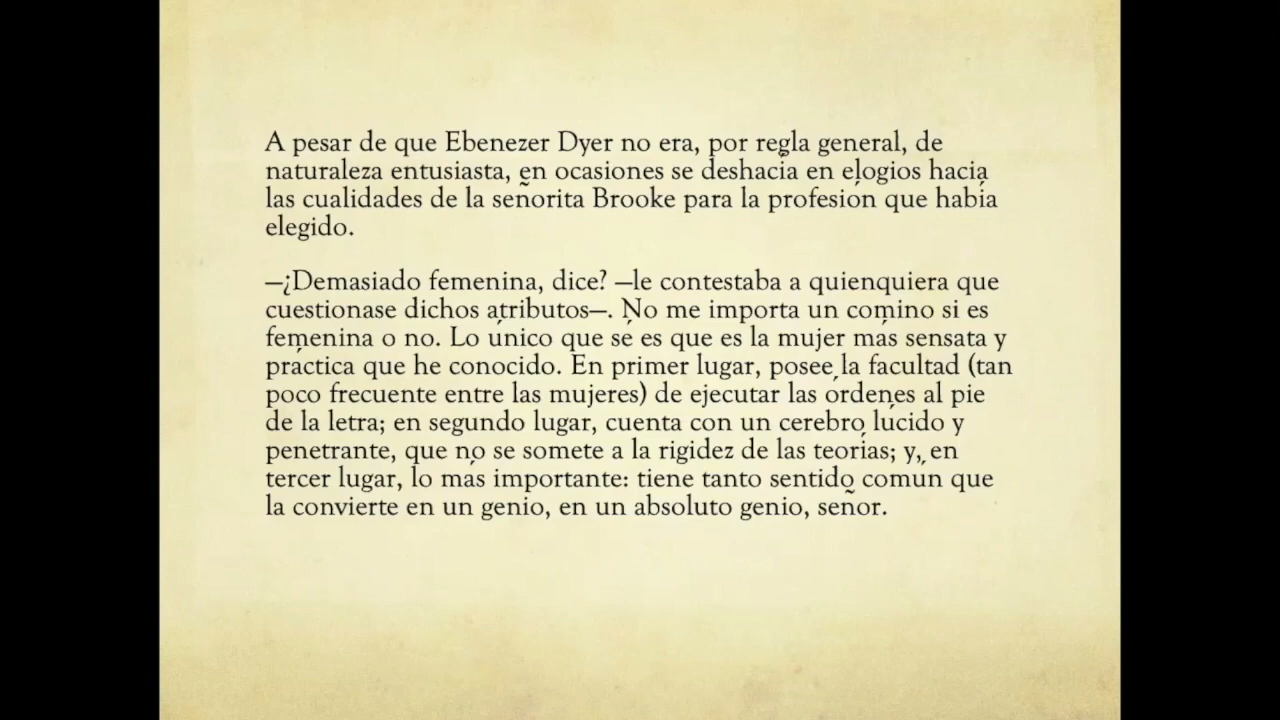 A pesar de que Ebenezer Dyer no era, por regla general, de
naturaleza entusiasta, en ocasiones se deshacía en elogios hacia
las cualidades de la señorita Brooke para la profesión que había
elegido.
—¿Demasiado femenina, dice? —le contestaba a quienquiera que
cuestionase dichos atributos—. No me importa un comino si es
femenina o no. Lo único que sé es que es la mujer más sensata y
práctica que he conocido. En primer lugar, posee la facultad (tan
poco frecuente entre las mujeres) de ejecutar las órdenes al pie
de la letra; en segundo lugar, cuenta con un cerebro lúcido y
penetrante, que no se somete a la rigidez de las teorías; y, en
tercer lugar, lo más importante: tiene tanto sentido común que
la convierte en un genio, en un absoluto genio, señor.